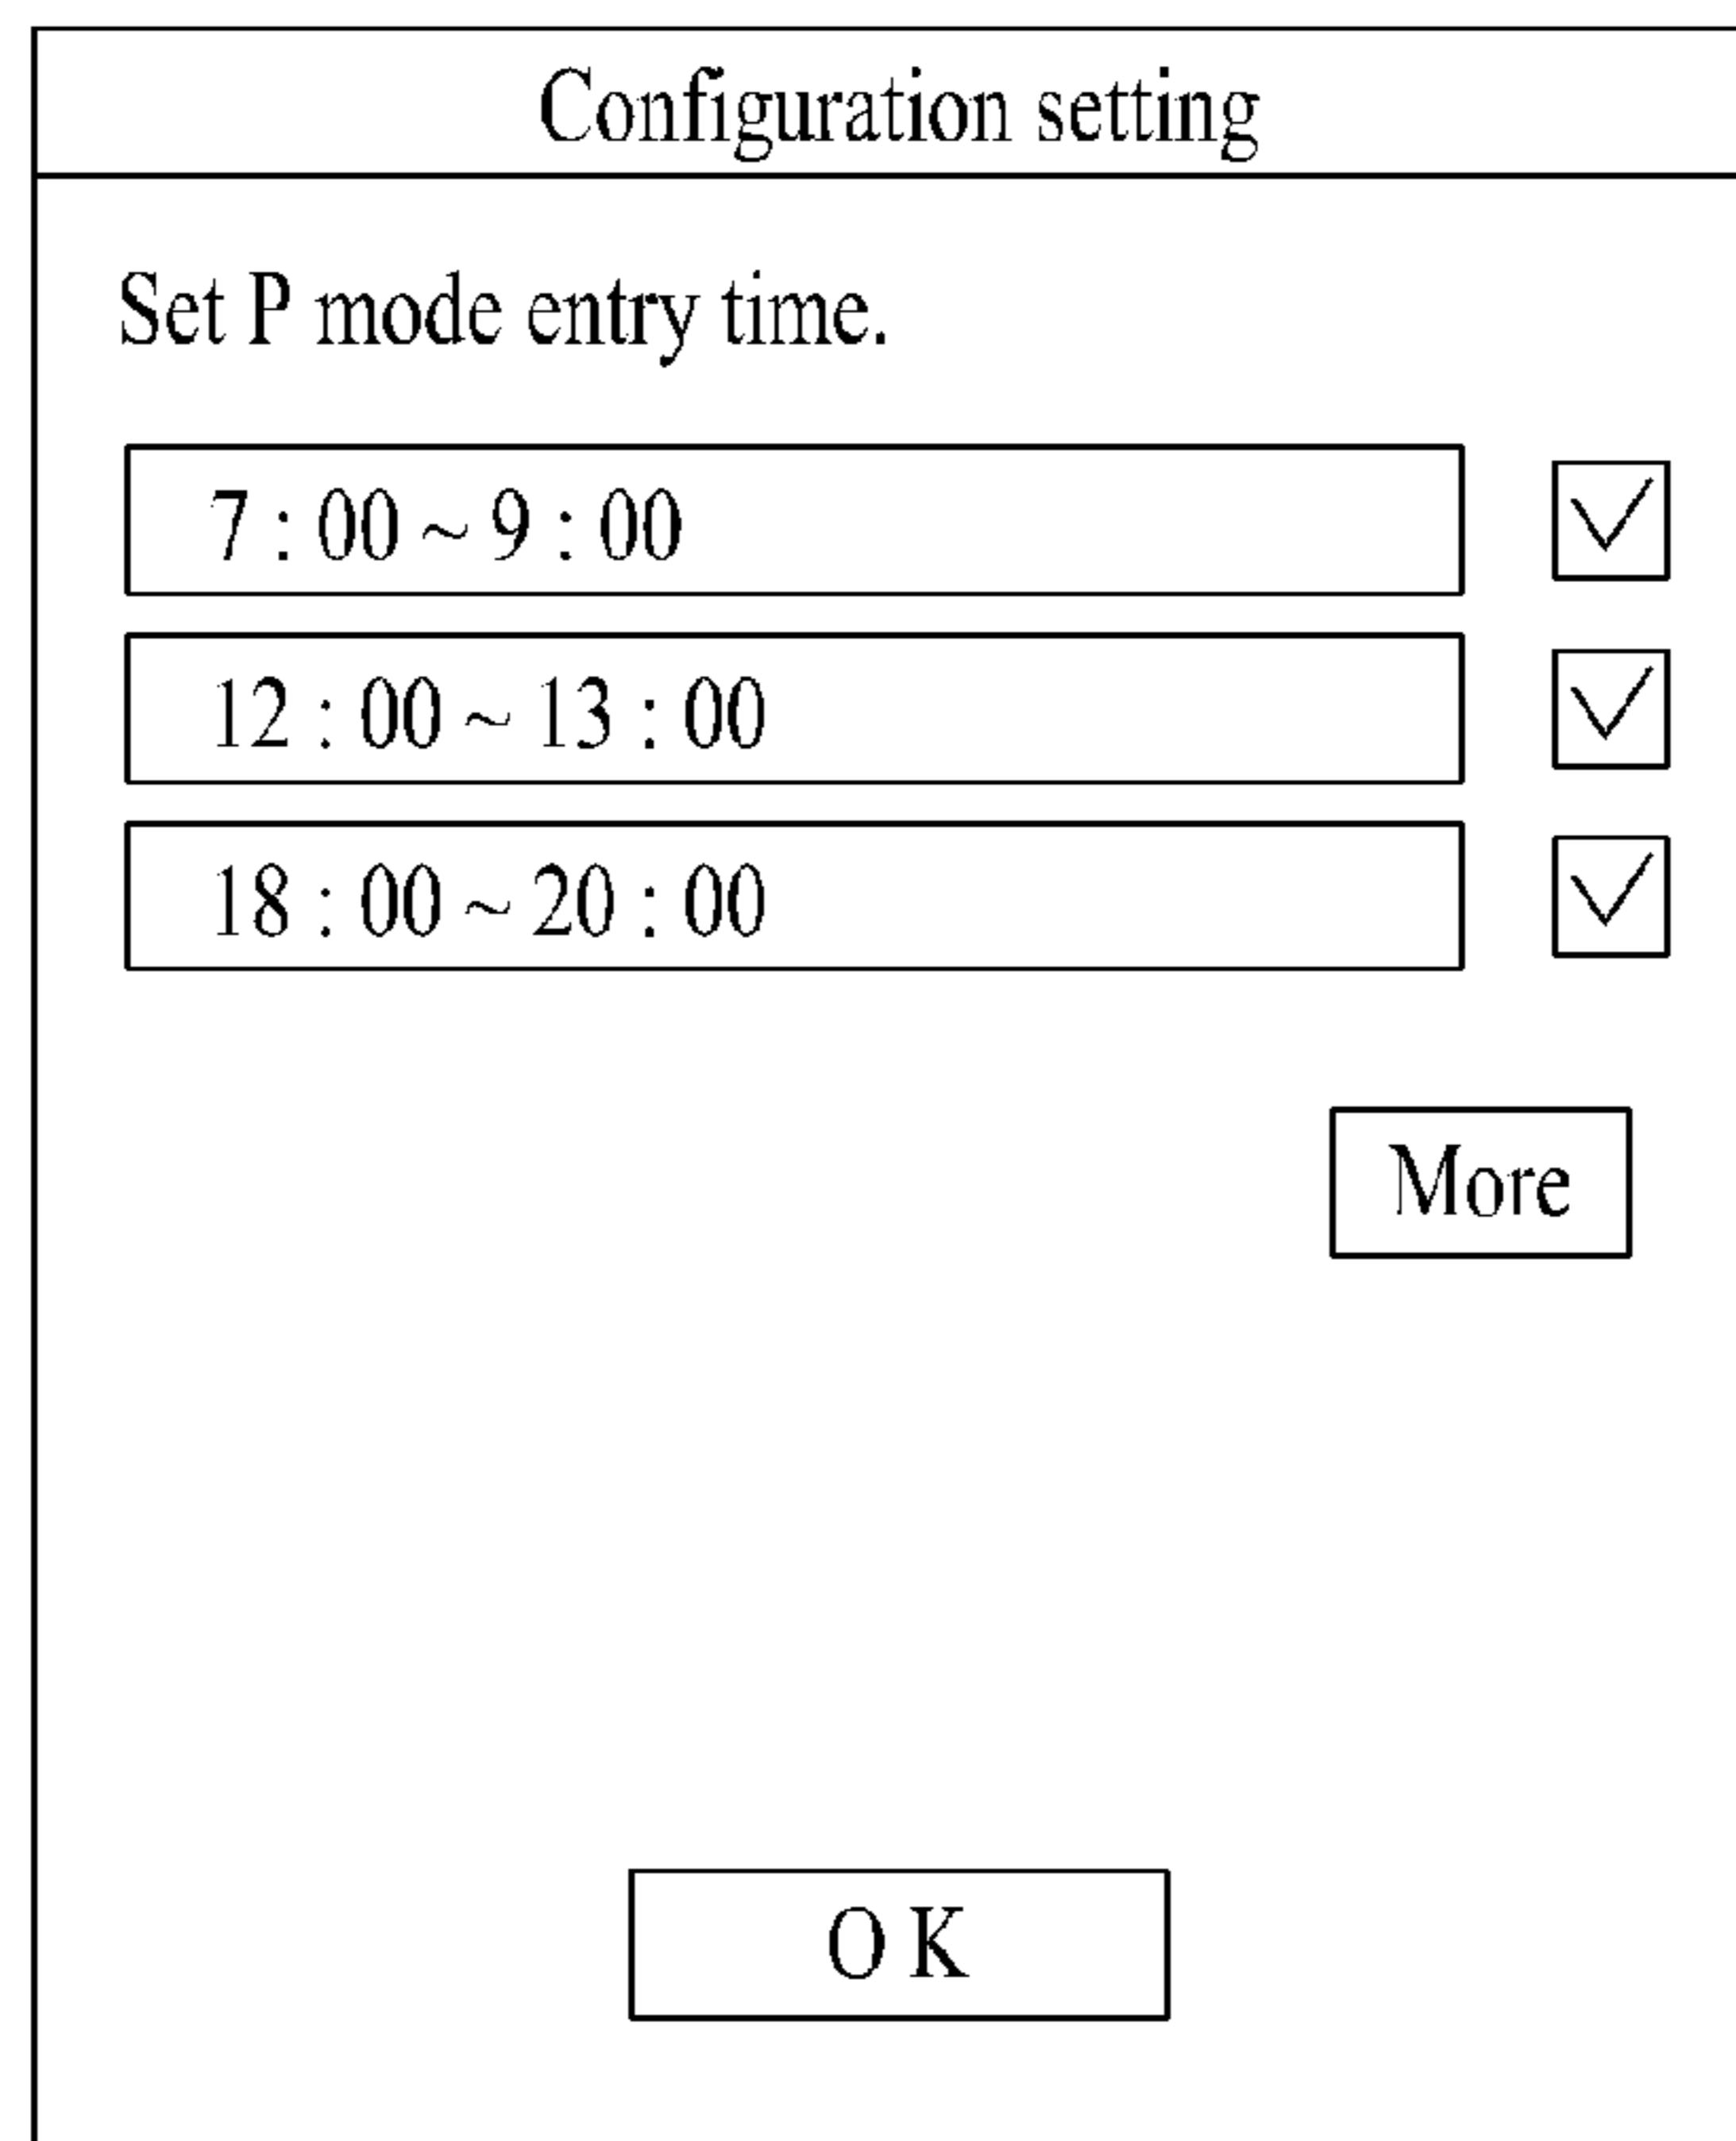 Configuration setting
Set P mode entry time.
7 : 00 ~ 9 : 00
12 : 00 ~ 13 : 00
18 : 00 ~ 20 : 00
More
O K